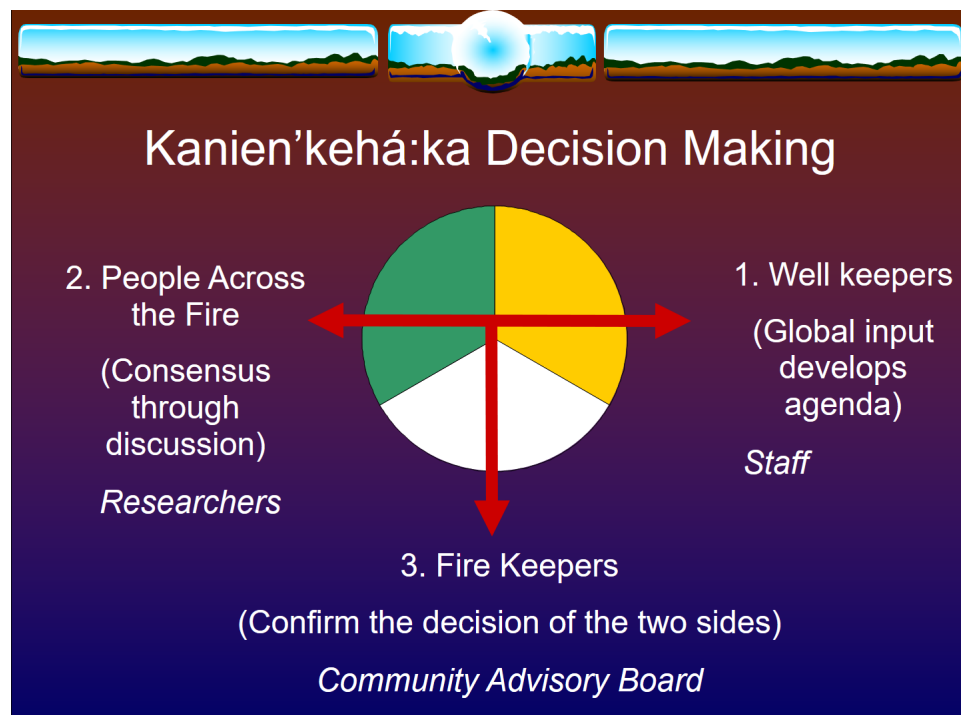 Kanien’kehá:ka Decision Making
1. Well keepers
(Global input
develops
agenda)
Staff
2. People Across
the Fire
(Consensus
through
discussion)
Researchers
3. Fire Keepers
(Confirm the decision of the two sides)
Community Advisory Board